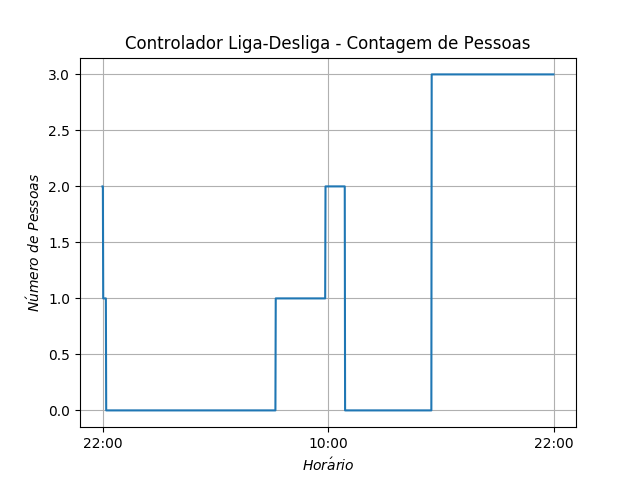 Controlador Liga-Desliga - Contagem de Pessoas
3.0
2.5
2.0
1.5
1.0
0.5
0.0
Número de Pessoas
22:00 10:00 22:00
Horário